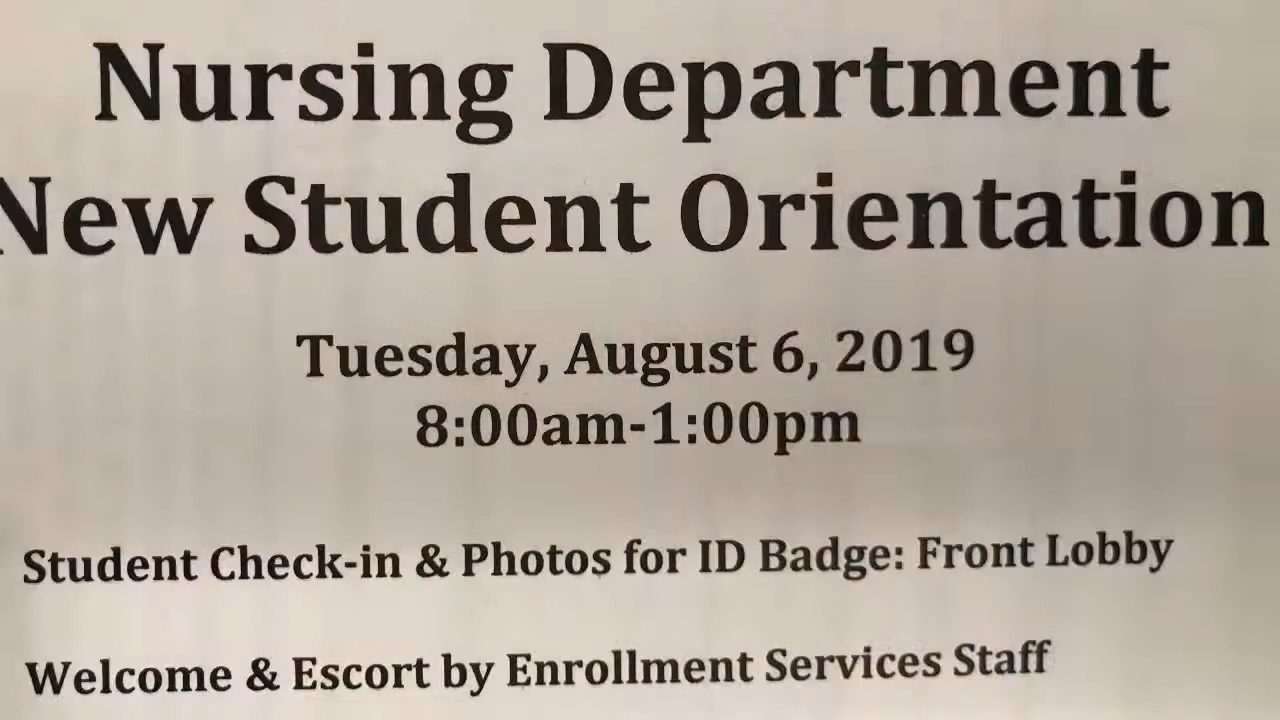 Nursing Department
New Student Orientation
Tuesday, August 6, 2019
8:00am-1:00pm
Student Check-in & Photos for ID Badge: Front Lobby
Welcome & Escort by Enrollment Services Staff